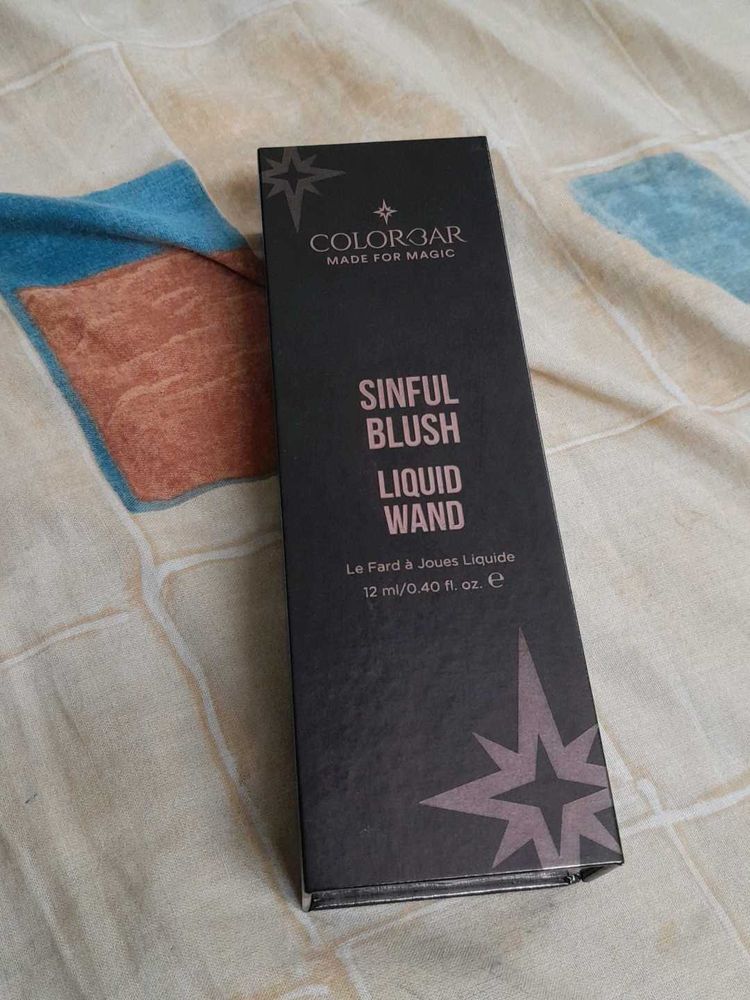 COLORBAR
MADE FOR MAGIC
SINFUL
BLUSH
LIQUID
WAND
Le Fard à Joues Liquide
12 ml/0.40 fl. oz. ℮